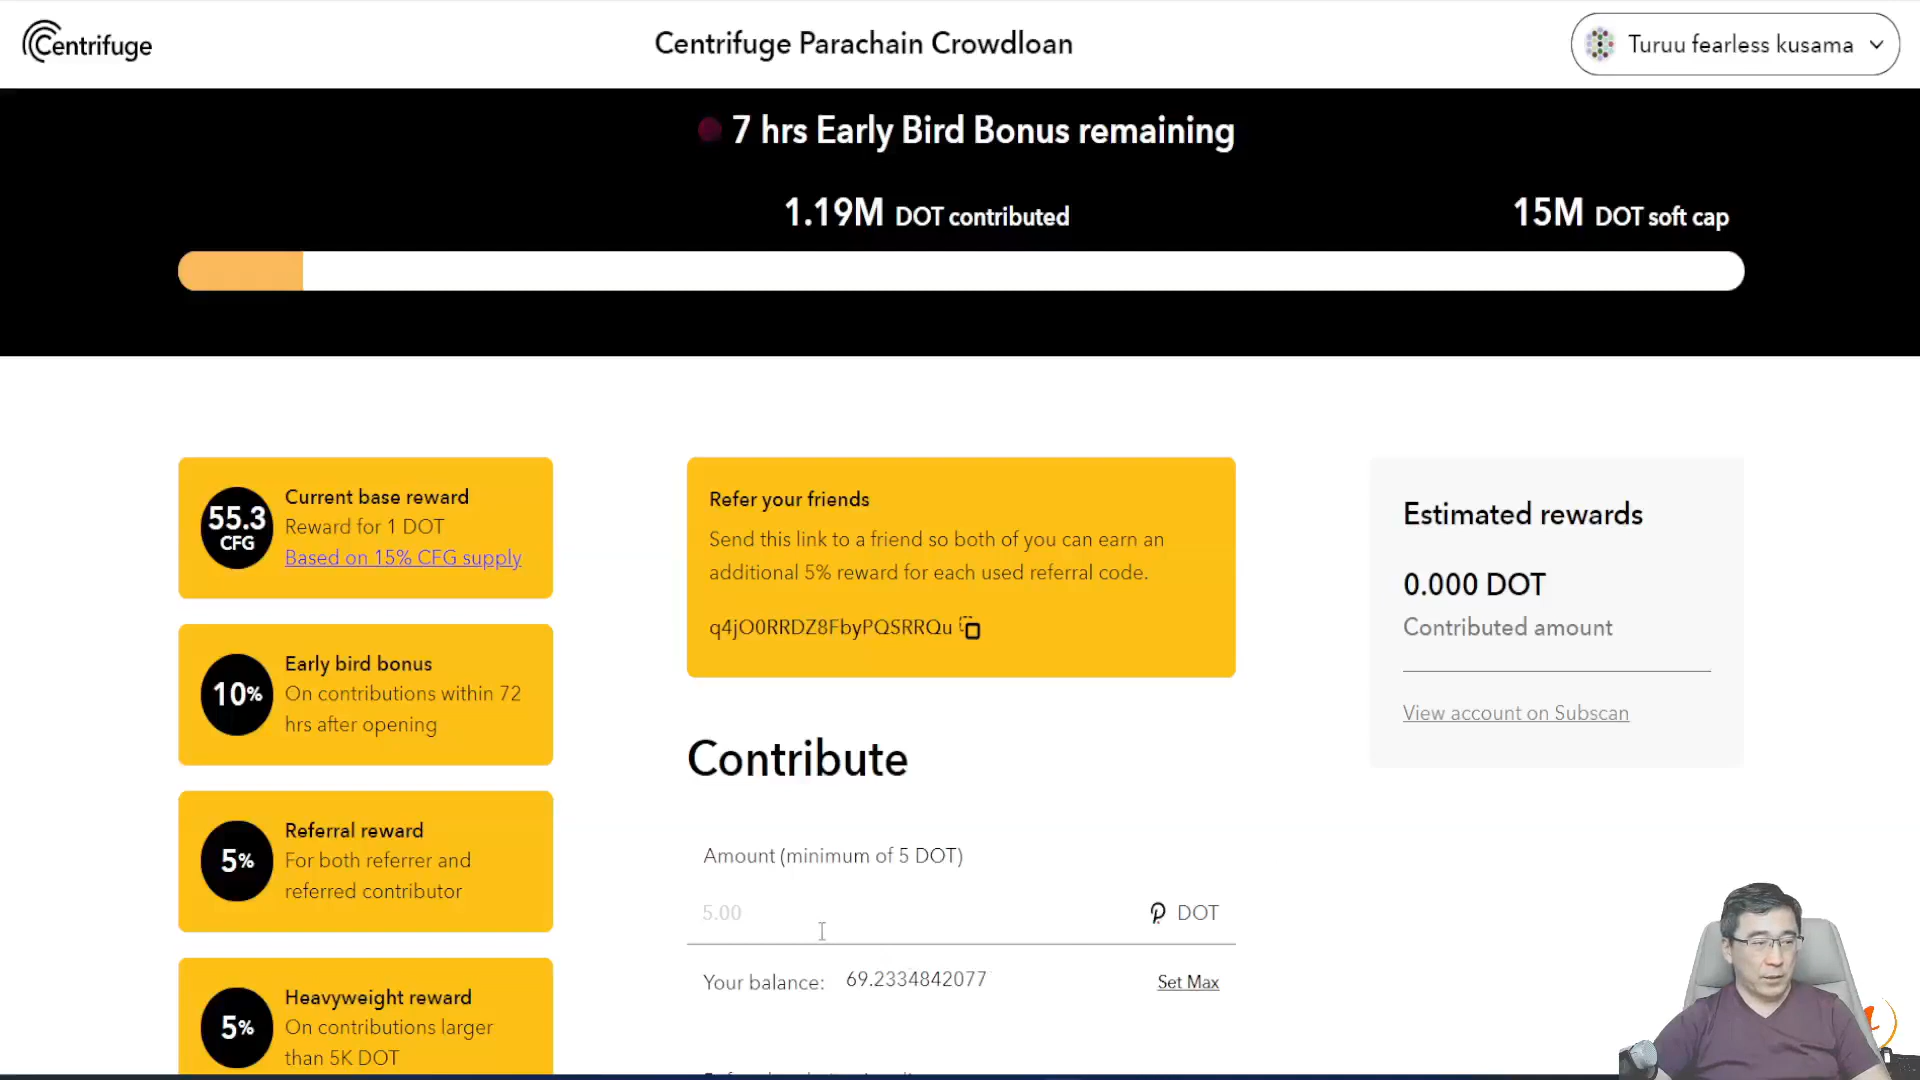 Centrifuge
Centrifuge Parachain Crowdloan
Turuu fearless kusama
7 hrs Early Bird Bonus remaining
1.19M DOT contributed
15M DOT soft cap
55.3
CFG
Current base reward
Reward for 1 DOT
Based on 15% CFG supply
10%
Early bird bonus
On contributions within 72
hrs after opening
5%
Referral reward
For both referrer and
referred contributor
5%
Heavyweight reward
On contributions larger
than 5K DOT
Refer your friends
Send this link to a friend so both of you can earn an
additional 5% reward for each used referral code.
q4jO0RRDZ8FbyPQSRRQu
Contribute
Amount (minimum of 5 DOT)
5.00
DOT
Your balance: 69.2334842077
Set Max
Estimated rewards
0.000 DOT
Contributed amount
View account on Subscan